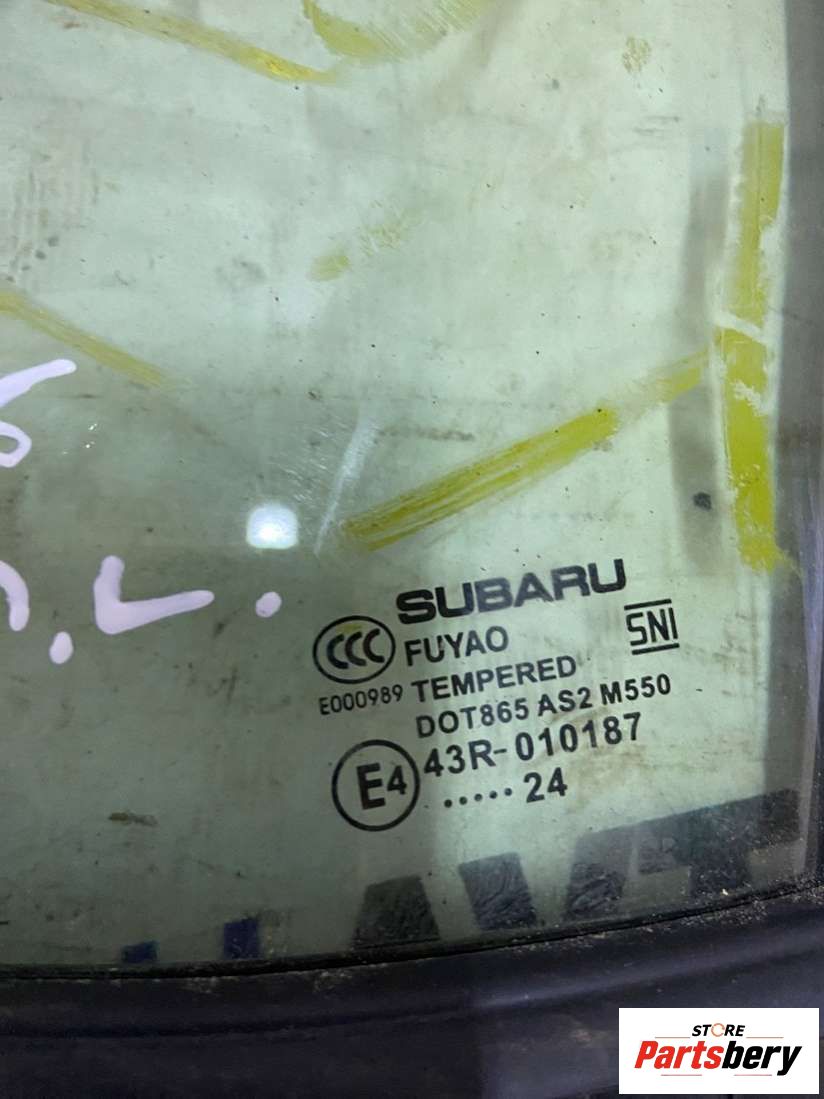 SUBARU
CCC FUYAO SNI
E000989 TEMPERED
DOT865 AS2 M550
E4 43R-010187
.....24
STORE
Partsbery